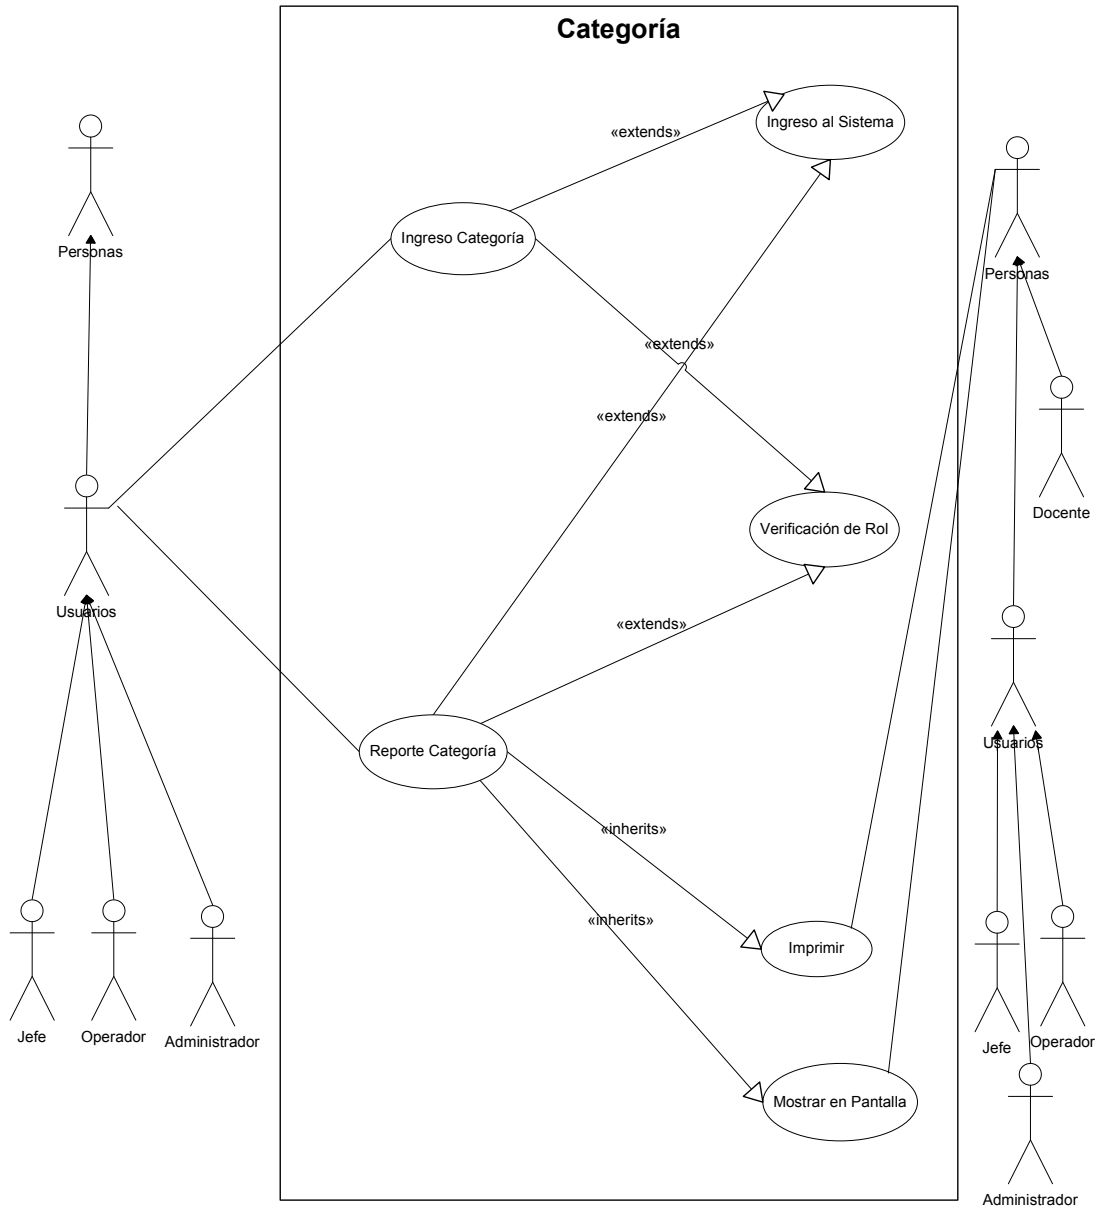 Categoría
Ingreso al Sistema
«extends»
Ingreso Categoría
Personas
Personas
«extends»
«extends»
Docente
Verificación de Rol
Usuarios
«extends»
Usuarios
Reporte Categoría
«inherits»
«inherits»
Imprimir
Jefe
Operador
Administrador
Jefe
Operador
Mostrar en Pantalla
Administrador